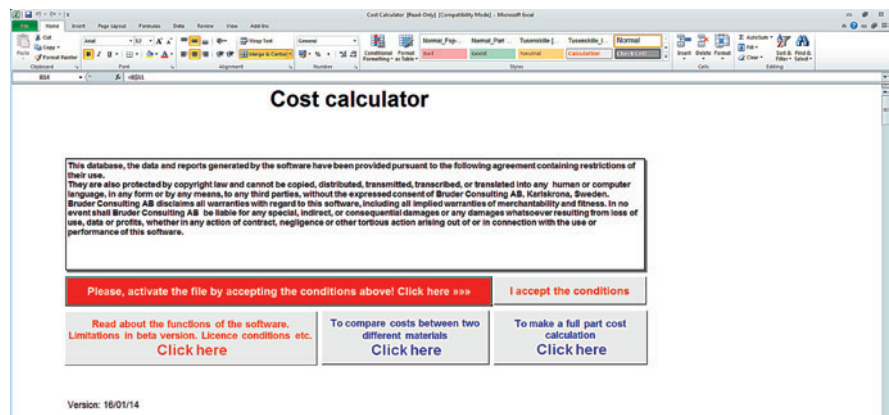 Cost Calculator [Read-Only] [Compatibility Mode] - Microsoft Excel
File Home Insert Page Layout Formulas Data Review View Add-Ins
Cut
Copy
Format Painter
Paste
Clipboard
Arial
Font
Wrap Text
Merge & Center
Alignment
General
Number
Conditional Formatting
Format as Table
Normal_Part ...
Normal
Bad
Good
Neutral
Calculation
Check Cell
Styles
Insert Delete Format
Cells
AutoSum
Fill
Clear
Sort & Filter
Find & Select
Editing
Cost calculator
This database, the data and reports generated by the software have been provided pursuant to the following agreement containing restrictions of
their use.
They are also protected by copyright law and cannot be copied, distributed, transmitted, transcribed, or translated into any human or computer
language, in any form or by any means, to any third parties, without the expressed consent of Bruder Consulting AB, Karlskrona, Sweden.
Bruder Consulting AB disclaims all warranties with regard to this software, including all implied warranties of merchantability and fitness. In no
event shall Bruder Consulting AB be liable for any special, indirect, or consequential damages or any damages whatsoever resulting from loss of
use, data or profits, whether in any action of contract, negligence or other tortious action arising out of or in connection with the use or
performance of this software.
Please, activate the file by accepting the conditions above! Click here »»»
I accept the conditions
Read about the functions of the software.
Limitations in beta version. Licence conditions etc.
Click here
To compare costs between two
different materials
Click here
To make a full part cost
calculation
Click here
Version: 16/01/14